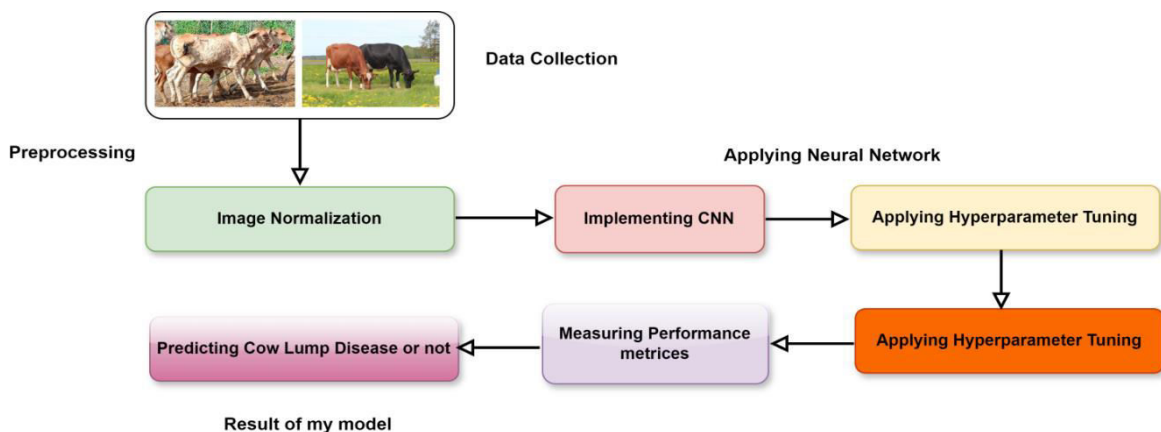 Data Collection
Preprocessing
Applying Neural Network
Image Normalization
Implementing CNN
Applying Hyperparameter Tuning
Predicting Cow Lump Disease or not
Measuring Performance
metrices
Applying Hyperparameter Tuning
Result of my model